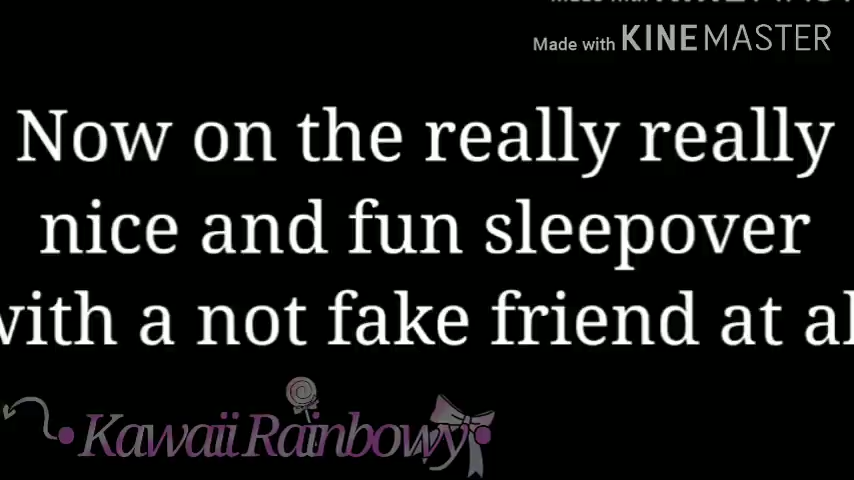 Made with KINEMASTER
Now on the really really
nice and fun sleepover
with a not fake friend at al
•Kawaii Rainbowy•